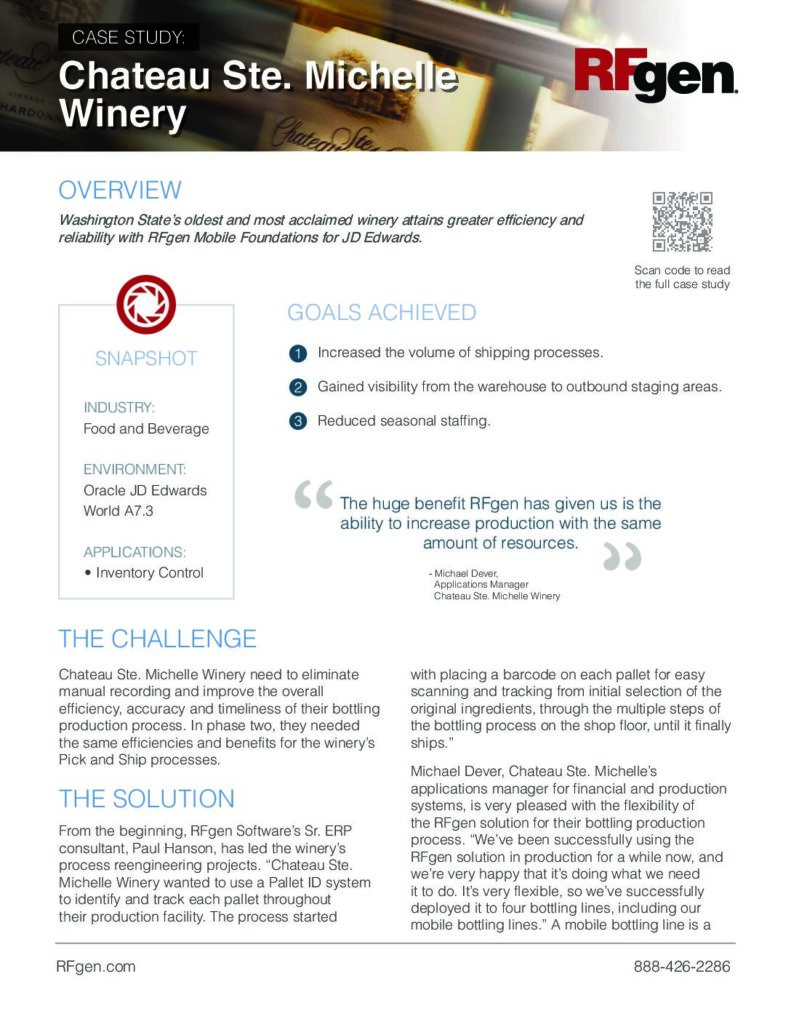 CASE STUDY:
Chateau Ste. Michelle
Winery
RFgen
Chateau Ste.
OVERVIEW
Washington State's oldest and most acclaimed winery attains greater efficiency and
reliability with RFgen Mobile Foundations for JD Edwards.
Scan code to read
the full case study
SNAPSHOT
INDUSTRY:
Food and Beverage
ENVIRONMENT:
Oracle JD Edwards
World A7.3
APPLICATIONS:
• Inventory Control
GOALS ACHIEVED
1 Increased the volume of shipping processes.
2 Gained visibility from the warehouse to outbound staging areas.
3 Reduced seasonal staffing.
“The huge benefit RFgen has given us is the
ability to increase production with the same
amount of resources.”
- Michael Dever,
Applications Manager
Chateau Ste. Michelle Winery
THE CHALLENGE
Chateau Ste. Michelle Winery need to eliminate
manual recording and improve the overall
efficiency, accuracy and timeliness of their bottling
production process. In phase two, they needed
the same efficiencies and benefits for the winery's
Pick and Ship processes.
THE SOLUTION
From the beginning, RFgen Software's Sr. ERP
consultant, Paul Hanson, has led the winery's
process reengineering projects. “Chateau Ste.
Michelle Winery wanted to use a Pallet ID system
to identify and track each pallet throughout
their production facility. The process started
with placing a barcode on each pallet for easy
scanning and tracking from initial selection of the
original ingredients, through the multiple steps of
the bottling process on the shop floor, until it finally
ships.”
Michael Dever, Chateau Ste. Michelle's
applications manager for financial and production
systems, is very pleased with the flexibility of
the RFgen solution for their bottling production
process. “We've been successfully using the
RFgen solution in production for a while now, and
we're very happy that it's doing what we need
it to do. It's very flexible, so we've successfully
deployed it to four bottling lines, including our
mobile bottling lines.” A mobile bottling line is a
RFgen.com
888-426-2286